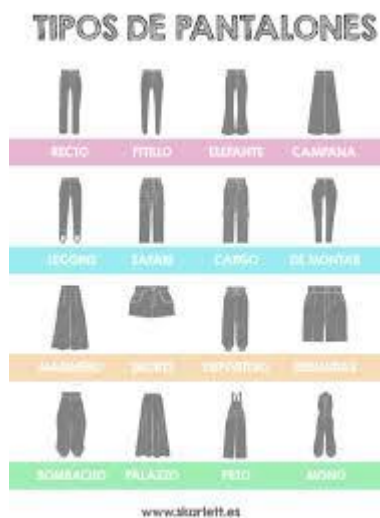 TIPOS DE PANTALONES
RECTO PITILLO ELEFANTE CAMPANA
LEGGINS SAFARI CARGO DE MONTAR
MARINERO SHORTS DEPORTIVO BERMUDAS
BOMBACHO PALAZZO PETO MONO
www.skarlett.es